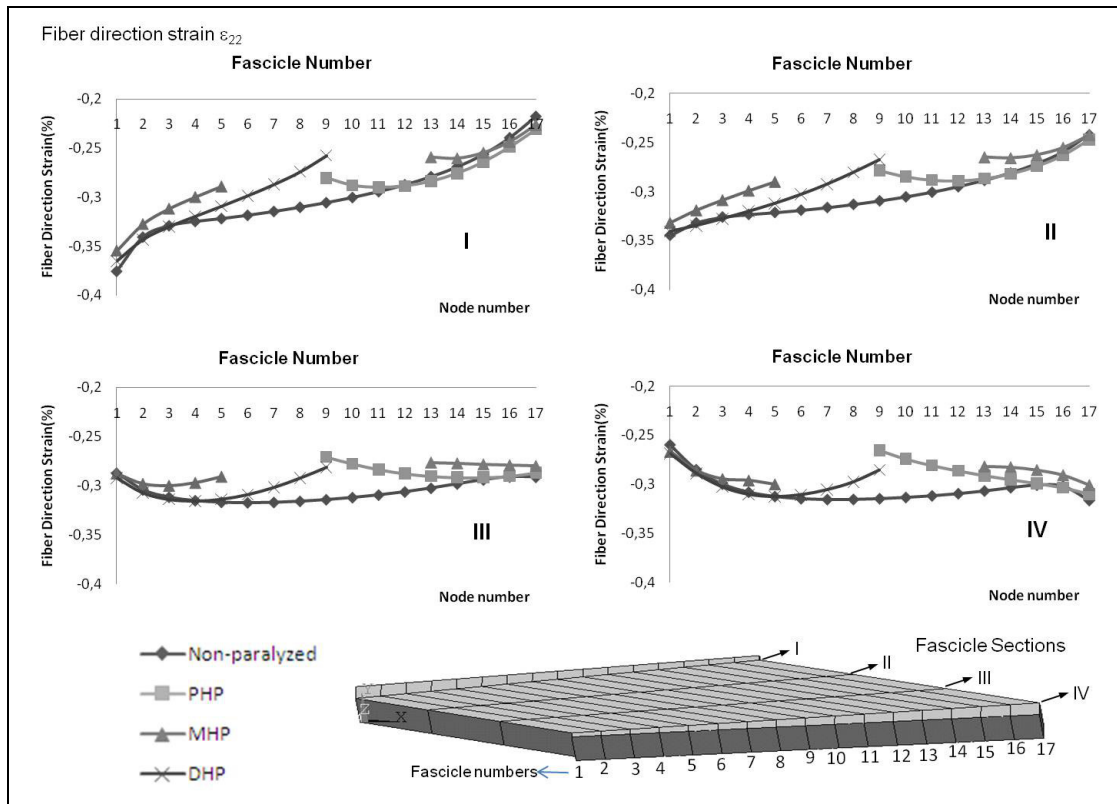 Fiber direction strain ε22
Fascicle Number
Fiber Direction Strain(%)
-0,2
-0,25
-0,3
-0,35
-0,4
1 2 3 4 5 6 7 8 9 10 11 12 13 14 15 16 17
I
Node number
Fascicle Number
Fiber Direction Strain(%)
-0,2
-0,25
-0,3
-0,35
-0,4
1 2 3 4 5 6 7 8 9 10 11 12 13 14 15 16 17
II
Node number
Fascicle Number
Fiber Direction Strain(%)
-0,2
-0,25
-0,3
-0,35
-0,4
1 2 3 4 5 6 7 8 9 10 11 12 13 14 15 16 17
III
Node number
Fascicle Number
Fiber Direction Strain(%)
-0,2
-0,25
-0,3
-0,35
-0,4
1 2 3 4 5 6 7 8 9 10 11 12 13 14 15 16 17
IV
Node number
Non-paralyzed
PHP
MHP
DHP
I
II
III
IV
Fascicle Sections
Y
Z
X
Fascicle numbers
1 2 3 4 5 6 7 8 9 10 11 12 13 14 15 16 17